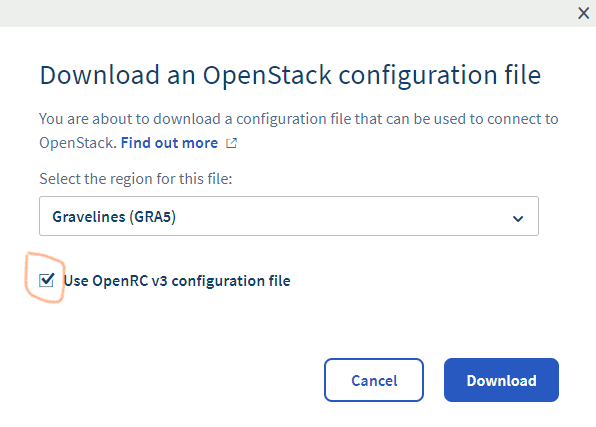 Download an OpenStack configuration file
You are about to download a configuration file that can be used to connect to
OpenStack. Find out more
Select the region for this file:
Gravelines (GRA5)
Use OpenRC v3 configuration file
Cancel
Download